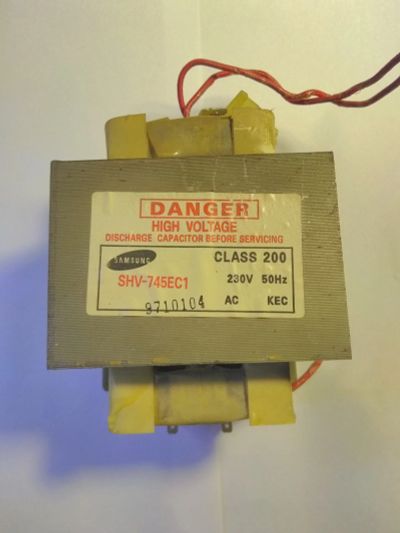 DANGER
HIGH VOLTAGE
DISCHARGE CAPACITOR BEFORE SERVICING
SAMSUNG CLASS 200
SHV-745EC1 230V 50Hz
9710104 AC KEC